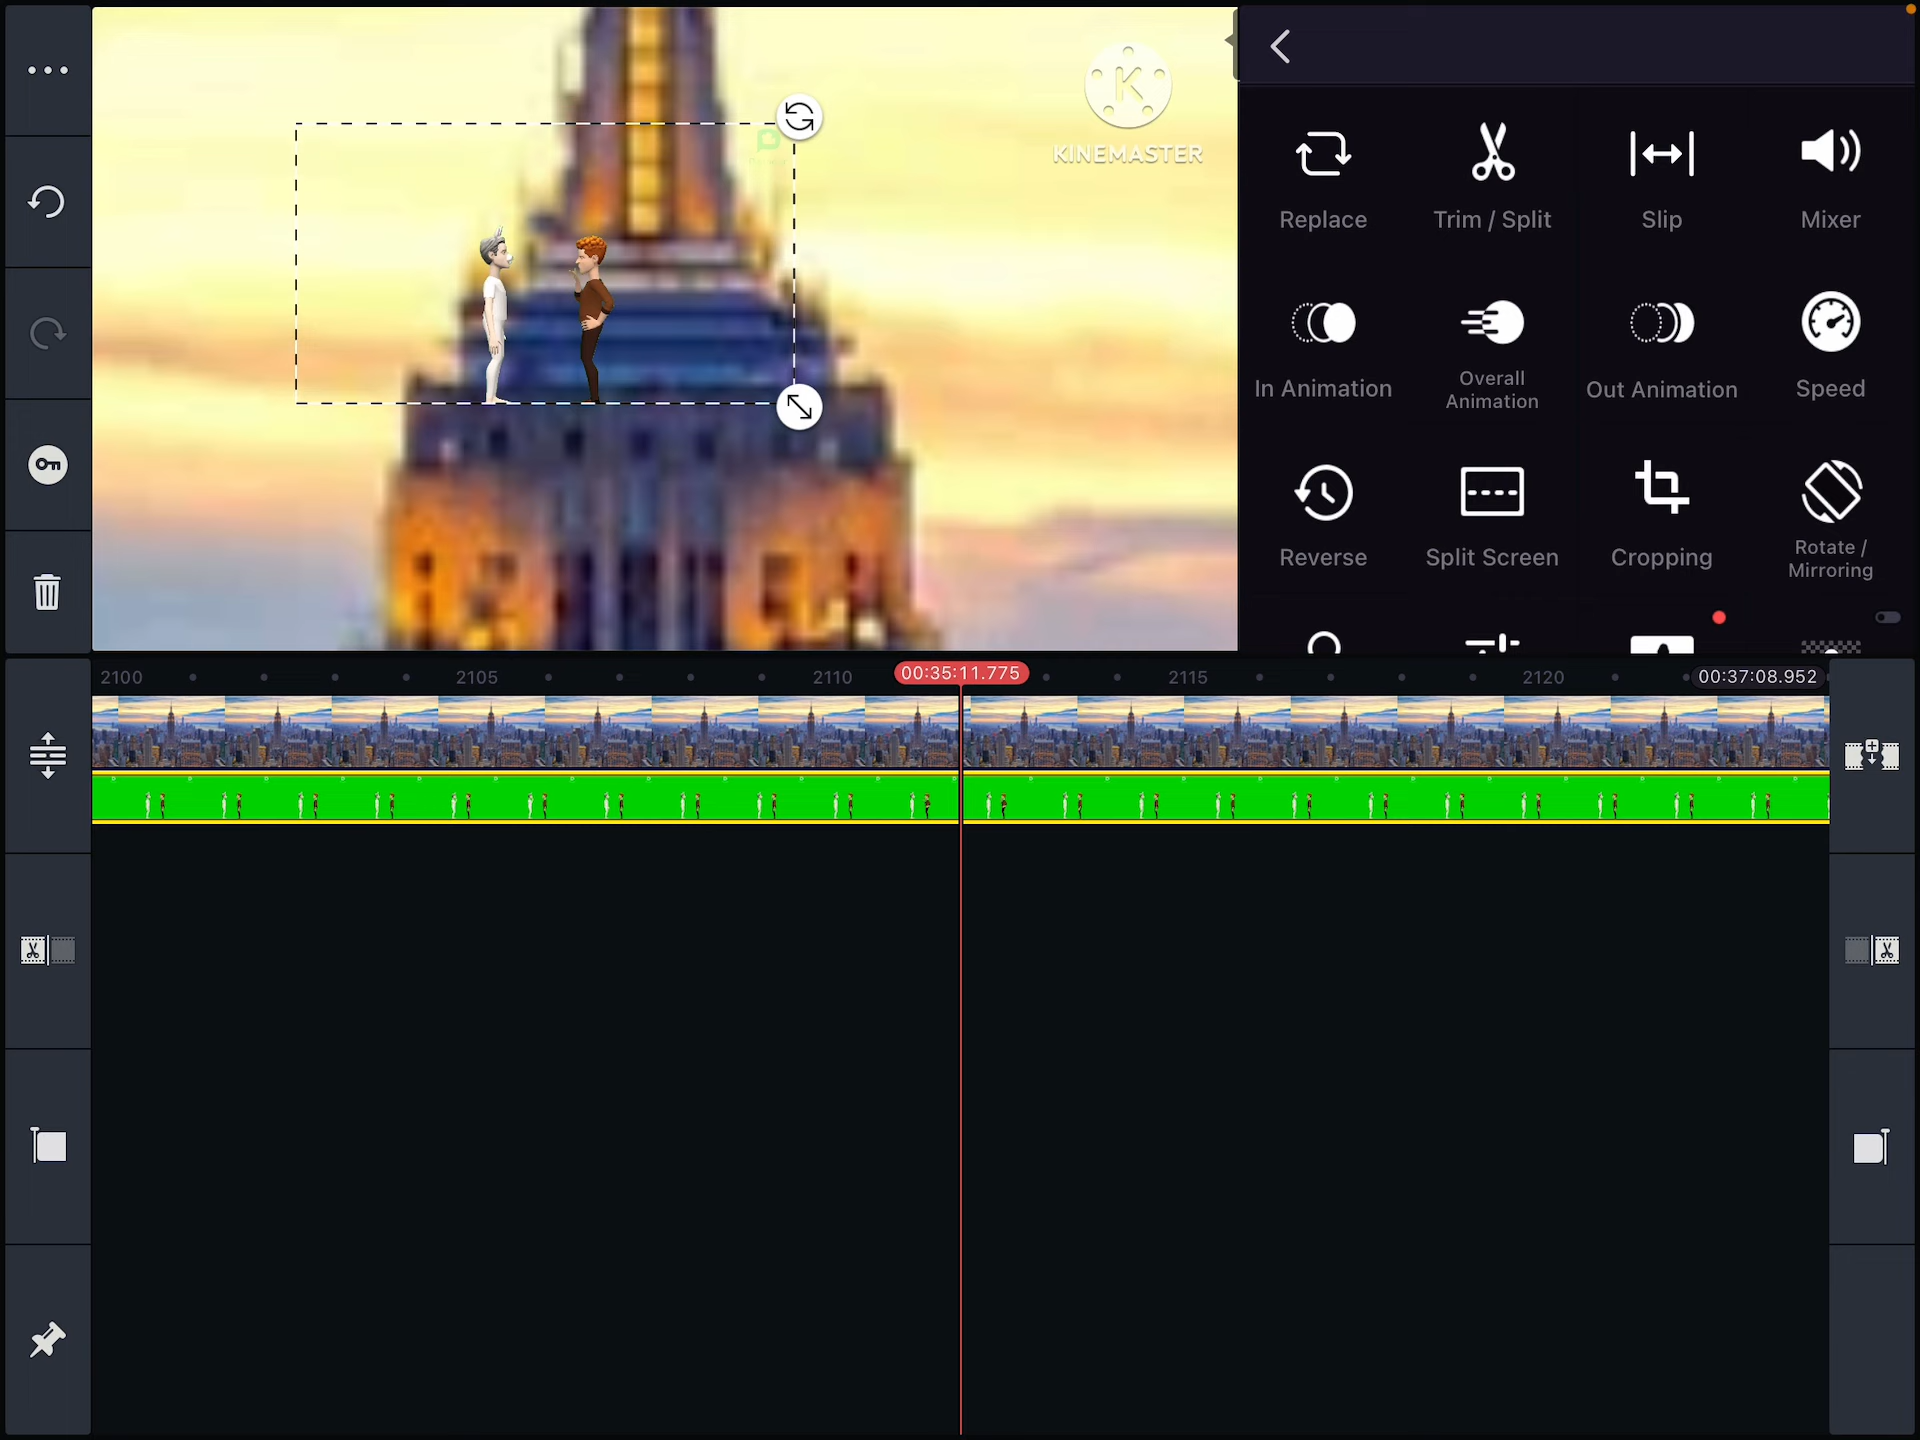 KINEMASTER
Replace
Trim / Split
Slip
Mixer
In Animation
Overall
Animation
Out Animation
Speed
Reverse
Split Screen
Cropping
Rotate /
Mirroring
2100
2105
2110
00:35:11.775
2115
2120
00:37:08.952